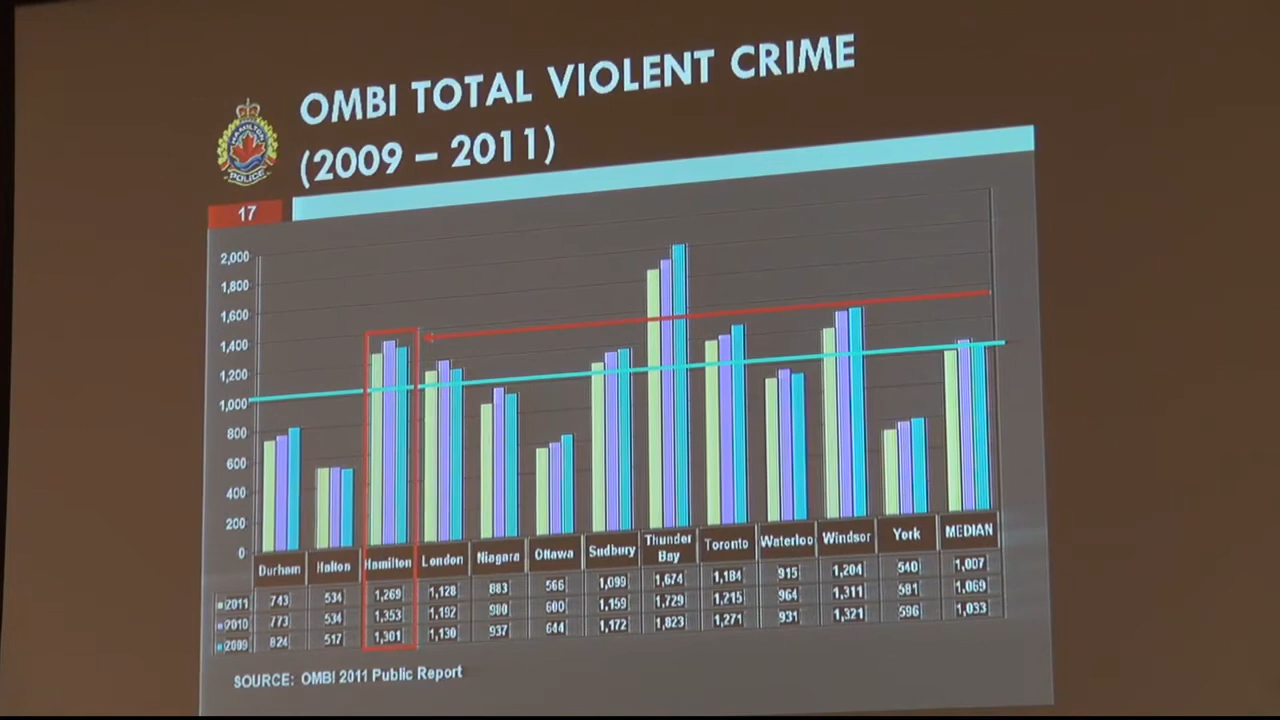 OMBI TOTAL VIOLENT CRIME
(2009 – 2011)
HAMILTON
POLICE
17
2,000
1,800
1,600
1,400
1,200
1,000
800
600
400
200
0
Durham Halton Hamilton London Niagara Ottawa Sudbury Thunder Bay Toronto Waterloo Windsor York MEDIAN
2011 743 534 1,269 1,128 883 566 1,099 1,674 1,184 915 1,204 540 1,007
2010 773 534 1,353 1,192 980 600 1,159 1,729 1,215 964 1,311 581 1,069
2009 824 517 1,301 1,130 937 644 1,172 1,823 1,271 931 1,321 596 1,033
SOURCE: OMBI 2011 Public Report